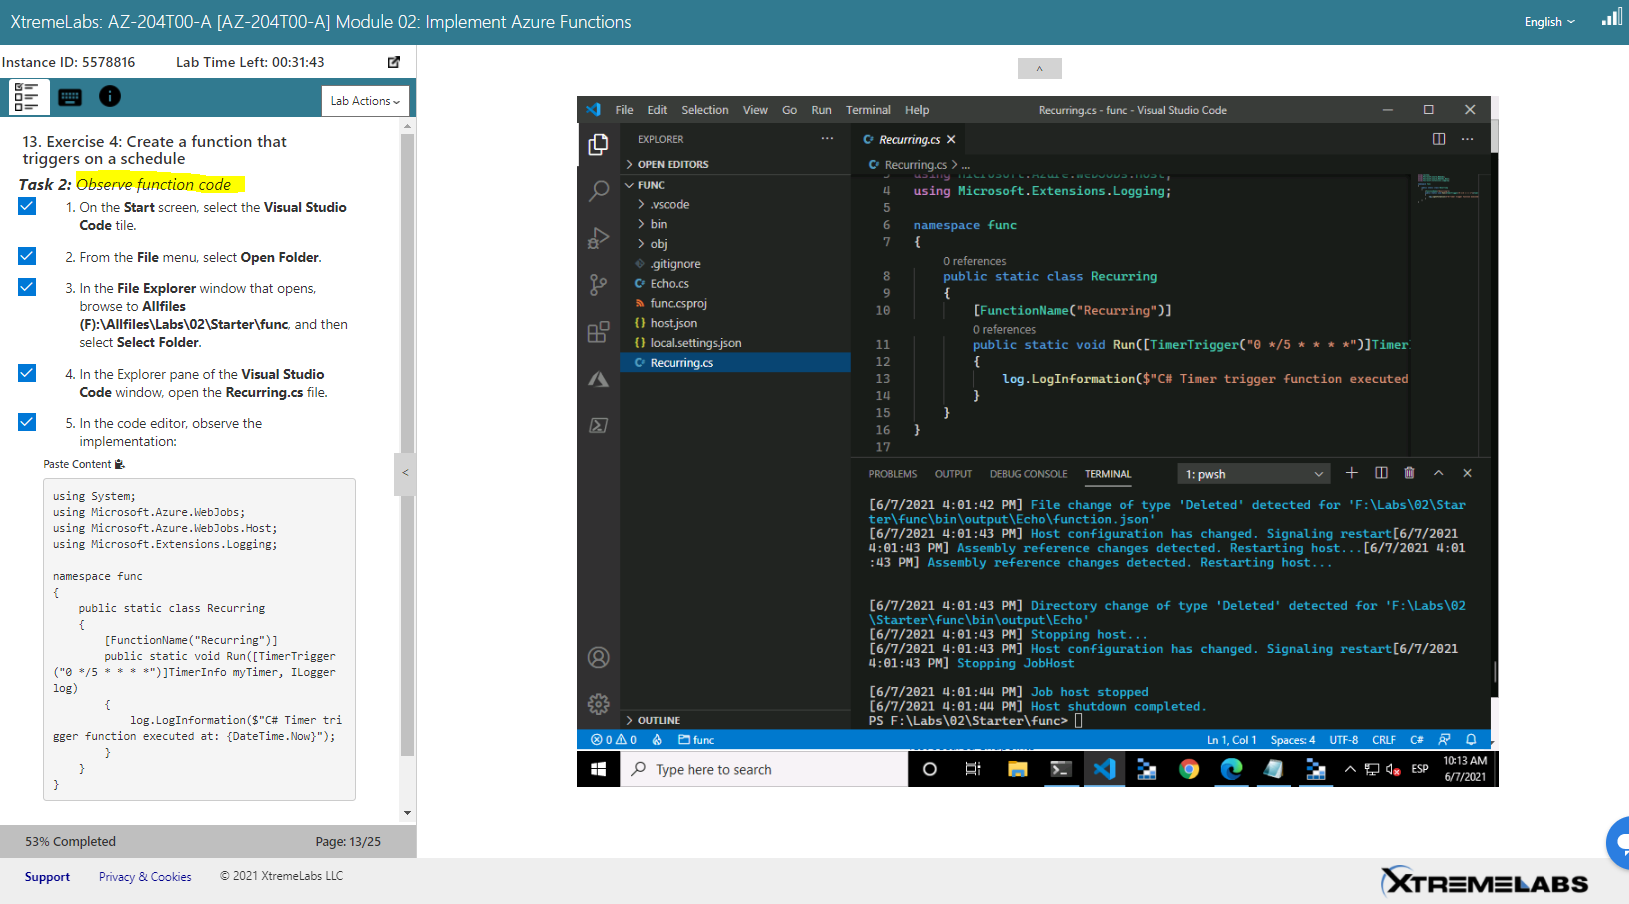 XtremeLabs: AZ-204T00-A [AZ-204T00-A] Module 02: Implement Azure Functions
English
Instance ID: 5578816
Lab Time Left: 00:31:43
Lab Actions
13. Exercise 4: Create a function that
triggers on a schedule
Task 2: Observe function code
1. On the Start screen, select the Visual Studio
Code tile.
2. From the File menu, select Open Folder.
3. In the File Explorer window that opens,
browse to Allfiles
(F):\Allfiles\Labs\02\Starter\func, and then
select Select Folder.
4. In the Explorer pane of the Visual Studio
Code window, open the Recurring.cs file.
5. In the code editor, observe the
implementation:
Paste Content
using System;
using Microsoft.Azure.WebJobs;
using Microsoft.Azure.WebJobs.Host;
using Microsoft.Extensions.Logging;
namespace func
{
public static class Recurring
{
[FunctionName("Recurring")]
public static void Run([TimerTrigger
("0 */5 * * * *")]TimerInfo myTimer, ILogger
log)
{
log.LogInformation($"C# Timer tri
gger function executed at: {DateTime.Now}");
}
}
}
53% Completed
Page: 13/25
File Edit Selection View Go Run Terminal Help
Recurring.cs - func - Visual Studio Code
EXPLORER
OPEN EDITORS
FUNC
.vscode
bin
obj
.gitignore
Echo.cs
func.csproj
host.json
local.settings.json
Recurring.cs
OUTLINE
Recurring.cs
Recurring.cs > ...
3 using Microsoft.Azure.WebJobs.Host;
4 using Microsoft.Extensions.Logging;
5
6 namespace func
7 {
0 references
8 public static class Recurring
9 {
10 [FunctionName("Recurring")]
0 references
11 public static void Run([TimerTrigger("0 */5 * * * *")]Timer
12 {
13 log.LogInformation($"C# Timer trigger function executed
14 }
15 }
16 }
17
PROBLEMS OUTPUT DEBUG CONSOLE TERMINAL
1: pwsh
[6/7/2021 4:01:42 PM] File change of type 'Deleted' detected for 'F:\Labs\02\Star
ter\func\bin\output\Echo\function.json'
[6/7/2021 4:01:43 PM] Host configuration has changed. Signaling restart[6/7/2021
4:01:43 PM] Assembly reference changes detected. Restarting host...[6/7/2021 4:01
:43 PM] Assembly reference changes detected. Restarting host...
[6/7/2021 4:01:43 PM] Directory change of type 'Deleted' detected for 'F:\Labs\02
\Starter\func\bin\output\Echo'
[6/7/2021 4:01:43 PM] Stopping host...
[6/7/2021 4:01:43 PM] Host configuration has changed. Signaling restart[6/7/2021
4:01:43 PM] Stopping JobHost
[6/7/2021 4:01:44 PM] Job host stopped
[6/7/2021 4:01:44 PM] Host shutdown completed.
PS F:\Labs\02\Starter\func>
0 0
func
Ln 1, Col 1 Spaces: 4 UTF-8 CRLF C#
Type here to search
ESP
10:13 AM
6/7/2021
Support
Privacy & Cookies
© 2021 XtremeLabs LLC
XTREMELABS